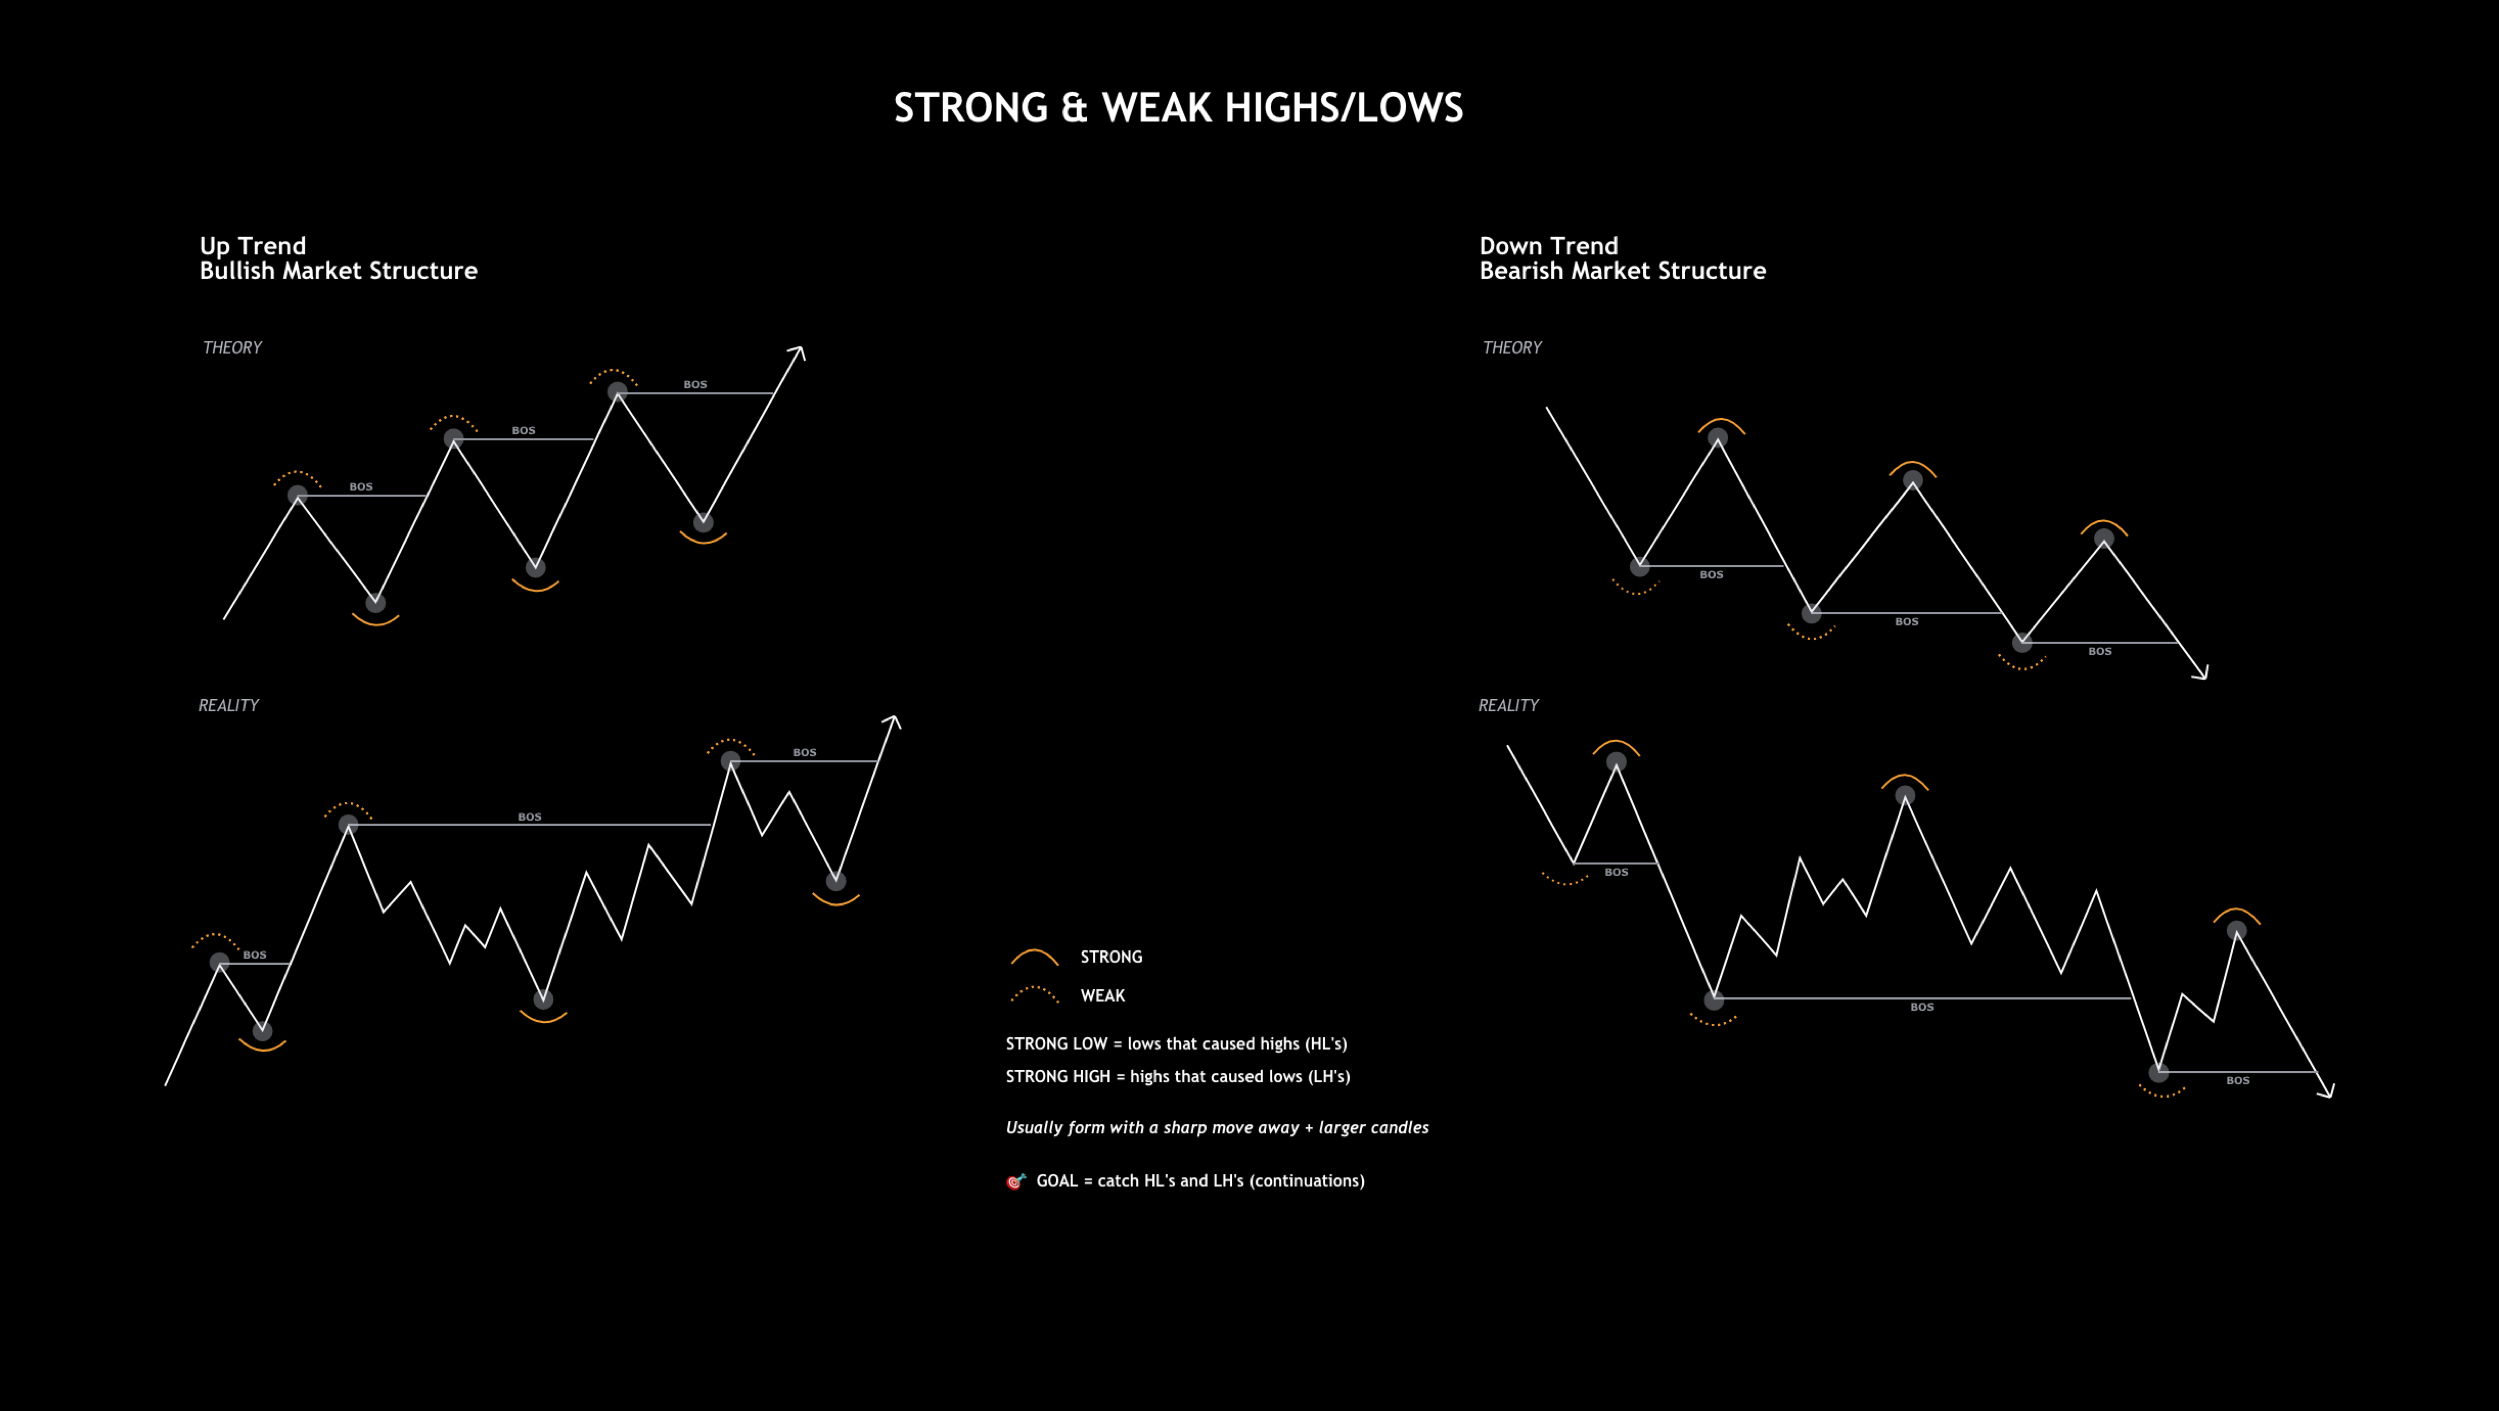 STRONG & WEAK HIGHS/LOWS
Up Trend
Bullish Market Structure
THEORY
BOS
BOS
BOS
REALITY
BOS
BOS
BOS
Down Trend
Bearish Market Structure
THEORY
BOS
BOS
BOS
REALITY
BOS
BOS
BOS
STRONG
WEAK
STRONG LOW = lows that caused highs (HL's)
STRONG HIGH = highs that caused lows (LH's)
Usually form with a sharp move away + larger candles
🎯 GOAL = catch HL's and LH's (continuations)